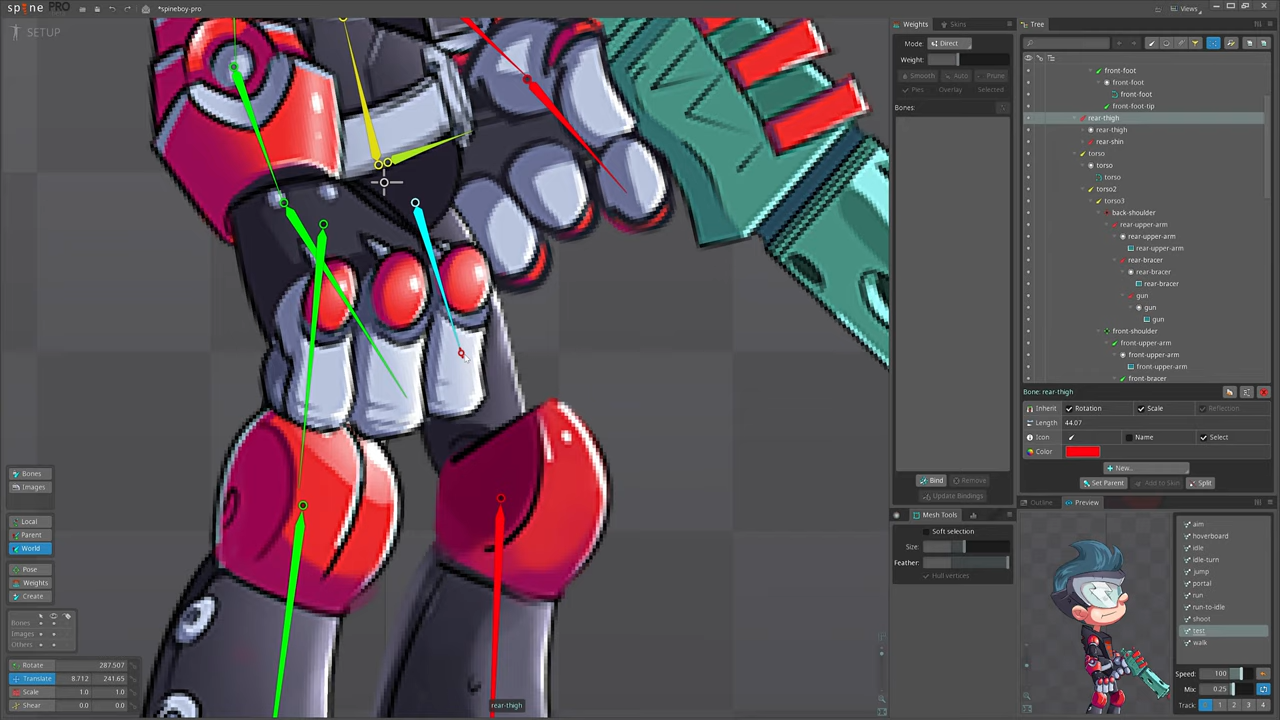 spine PRO
*spineboy-pro
Views
SETUP
Weights
Skins
Tree
Mode:
Direct
Weight:
Smooth
Auto
Prune
Pies
Overlay
Selected
Bones:
front-foot
front-foot
front-foot
front-foot-tip
rear-thigh
rear-thigh
rear-shin
torso
torso
torso
torso2
torso3
back-shoulder
rear-upper-arm
rear-upper-arm
rear-upper-arm
rear-bracer
rear-bracer
rear-bracer
gun
gun
gun
front-shoulder
front-upper-arm
front-upper-arm
front-upper-arm
front-bracer
Bone: rear-thigh
Inherit
Rotation
Scale
Reflection
Length
44.07
Icon
Name
Select
Color
New...
Set Parent
Add to Skin
Split
Bind
Remove
Update Bindings
Mesh Tools
Soft selection
Size:
Feather:
Hull vertices
Outline
Preview
aim
hoverboard
idle
idle-turn
jump
portal
run
run-to-idle
shoot
test
walk
Speed:
100
Mix:
0.25
Track:
1
2
3
4
Bones
Images
Local
Parent
World
Pose
Weights
Create
Bones:
Images:
Others:
Rotate
287.507
Translate
8.712
241.65
Scale
1.0
1.0
Shear
0.0
0.0
rear-thigh